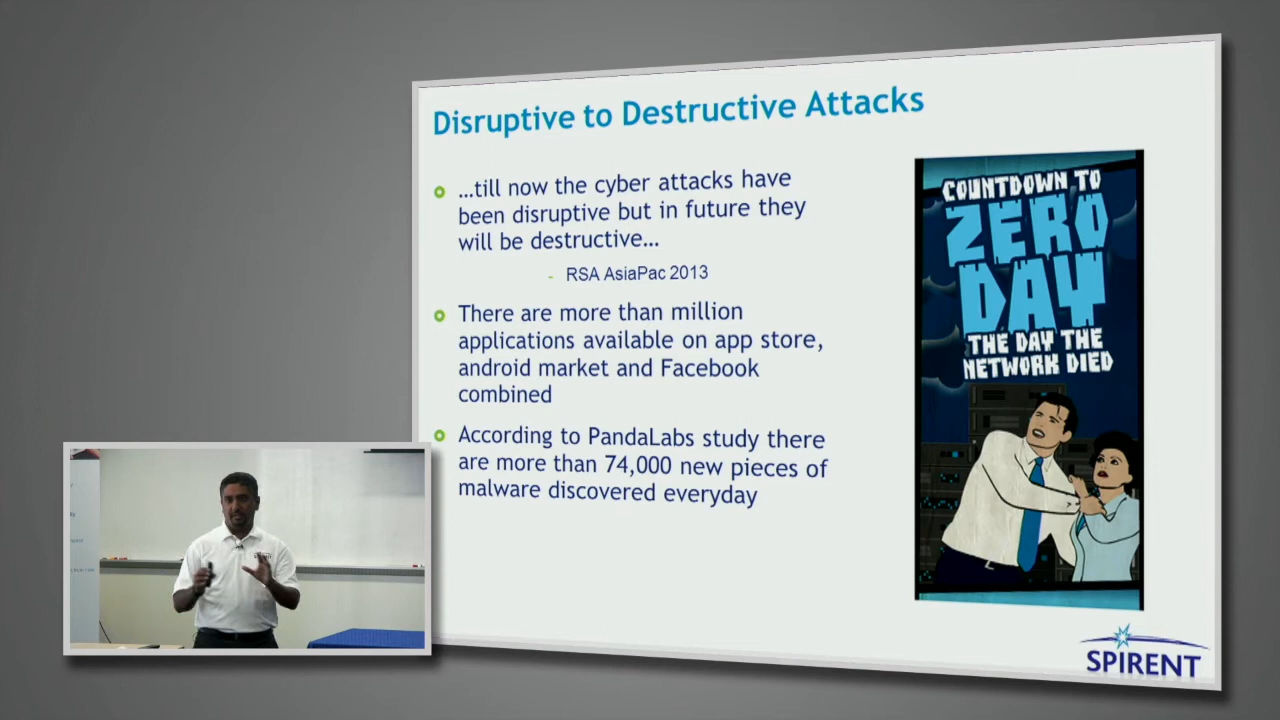 Disruptive to Destructive Attacks
…till now the cyber attacks have
been disruptive but in future they
will be destructive…
- RSA AsiaPac 2013
There are more than million
applications available on app store,
android market and Facebook
combined
According to PandaLabs study there
are more than 74,000 new pieces of
malware discovered everyday
COUNTDOWN TO
ZERO
DAY
THE DAY THE
NETWORK DIED
SPIRENT